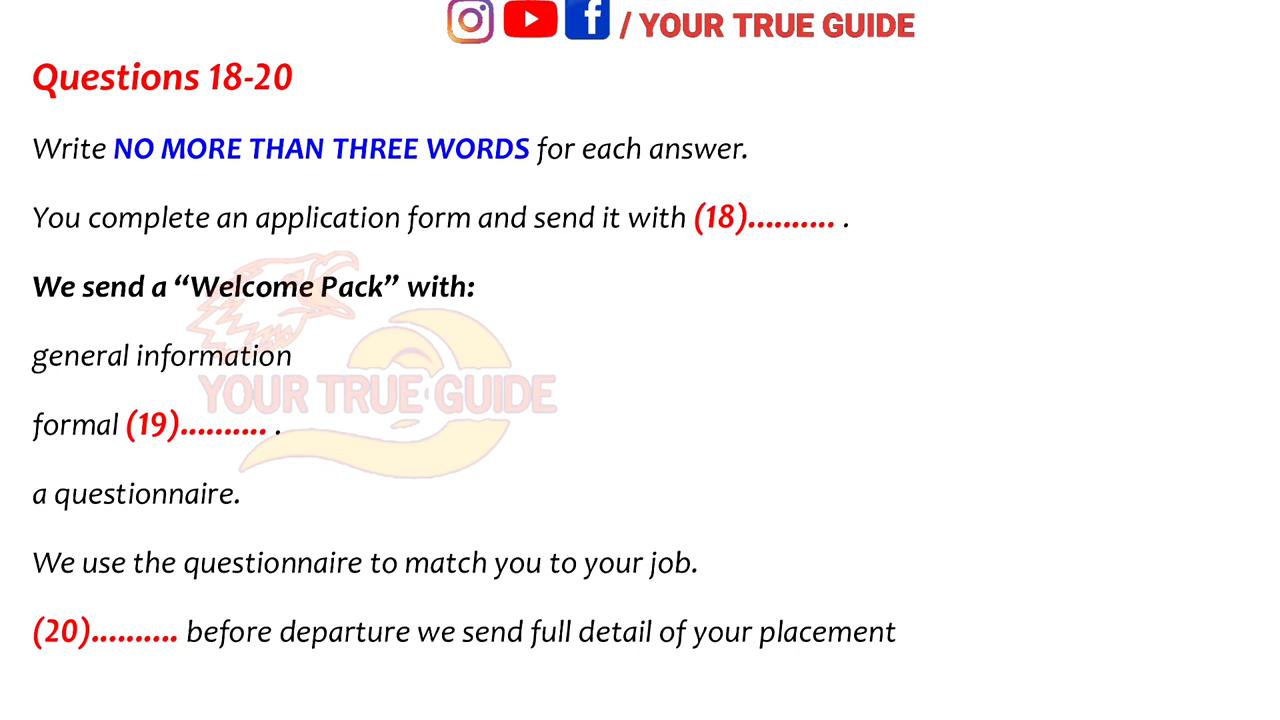 / YOUR TRUE GUIDE
Questions 18-20
Write NO MORE THAN THREE WORDS for each answer.
You complete an application form and send it with (18).......... .
We send a “Welcome Pack” with:
general information
YOUR TRUE GUIDE
formal (19).......... .
a questionnaire.
We use the questionnaire to match you to your job.
(20).......... before departure we send full detail of your placement